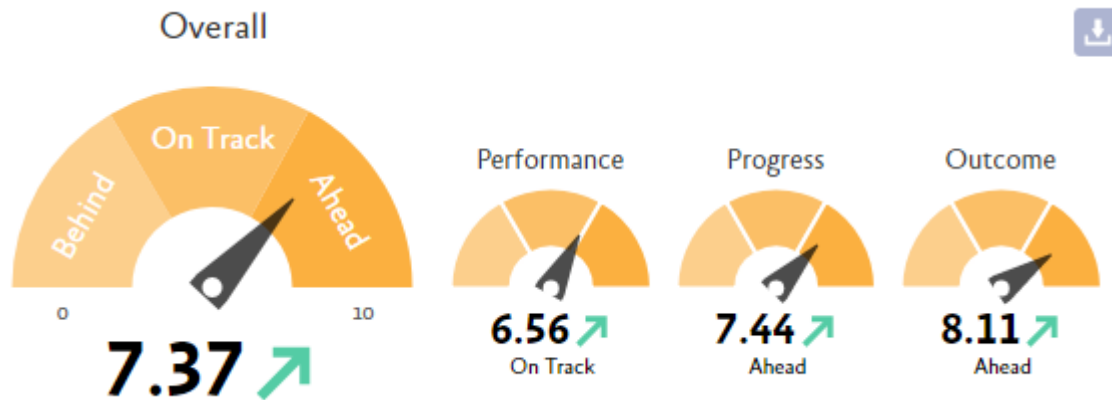 Overall
Behind
On Track
Ahead
0
10
7.37
Performance
6.56
On Track
Progress
7.44
Ahead
Outcome
8.11
Ahead